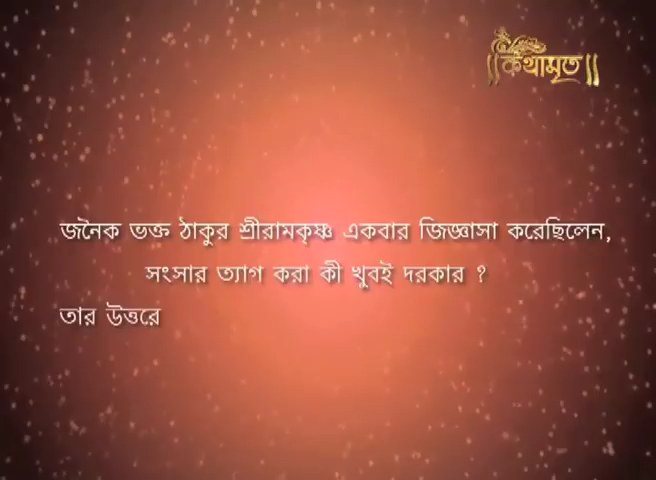 ॥কথামৃত॥
জনৈক ভক্ত ঠাকুর শ্রীরামকৃষ্ণ একবার জিজ্ঞাসা করেছিলেন,
সংসার ত্যাগ করা কী খুবই দরকার ?
তার উত্তরে